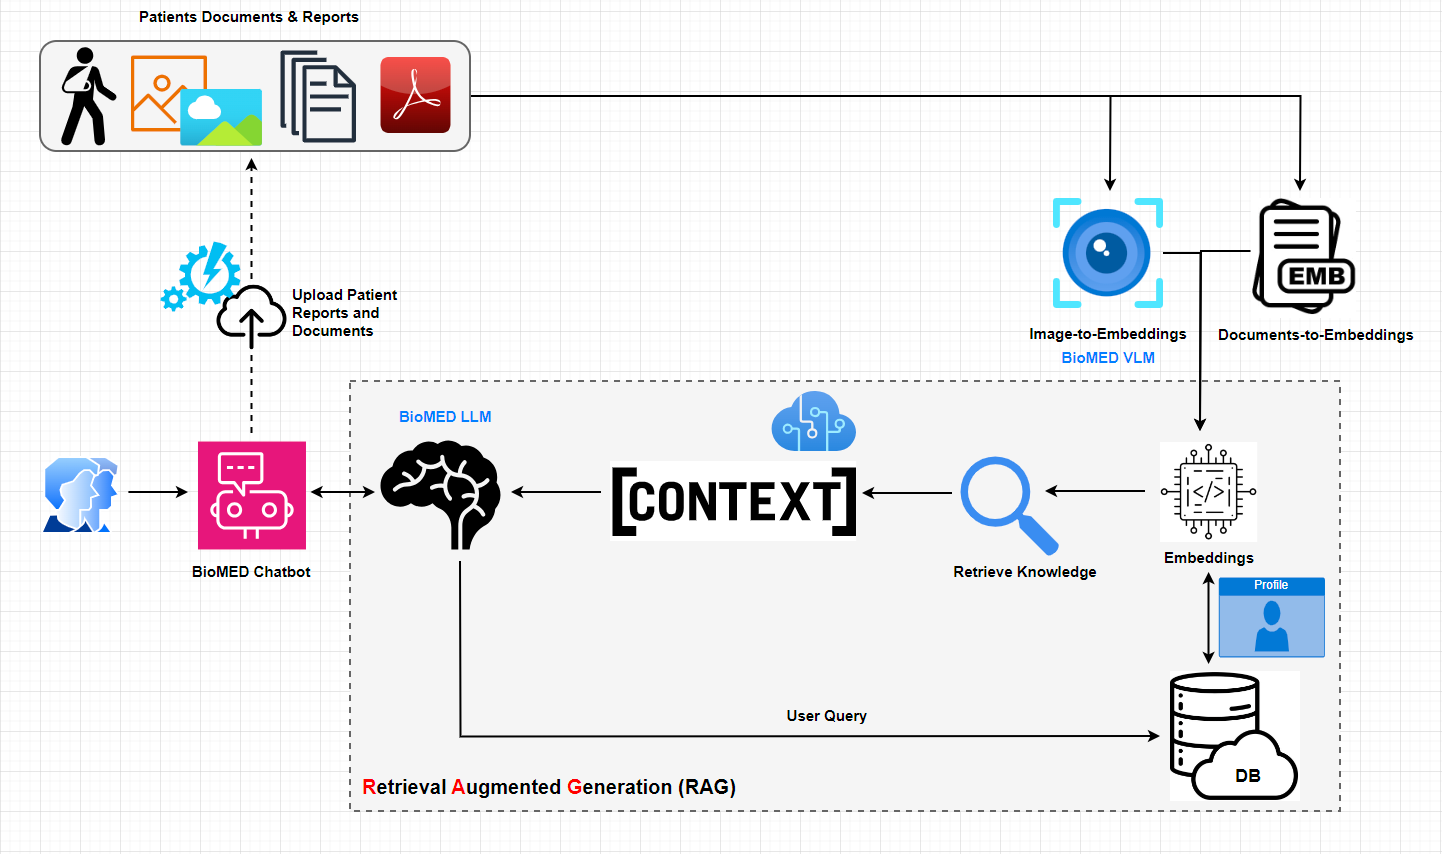 Patients Documents & Reports
Upload Patient
Reports and
Documents
EMB
Image-to-Embeddings
BioMED VLM
Documents-to-Embeddings
BioMED LLM
[CONTEXT]
</>
BioMED Chatbot
Retrieve Knowledge
Embeddings
Profile
User Query
DB
Retrieval Augmented Generation (RAG)